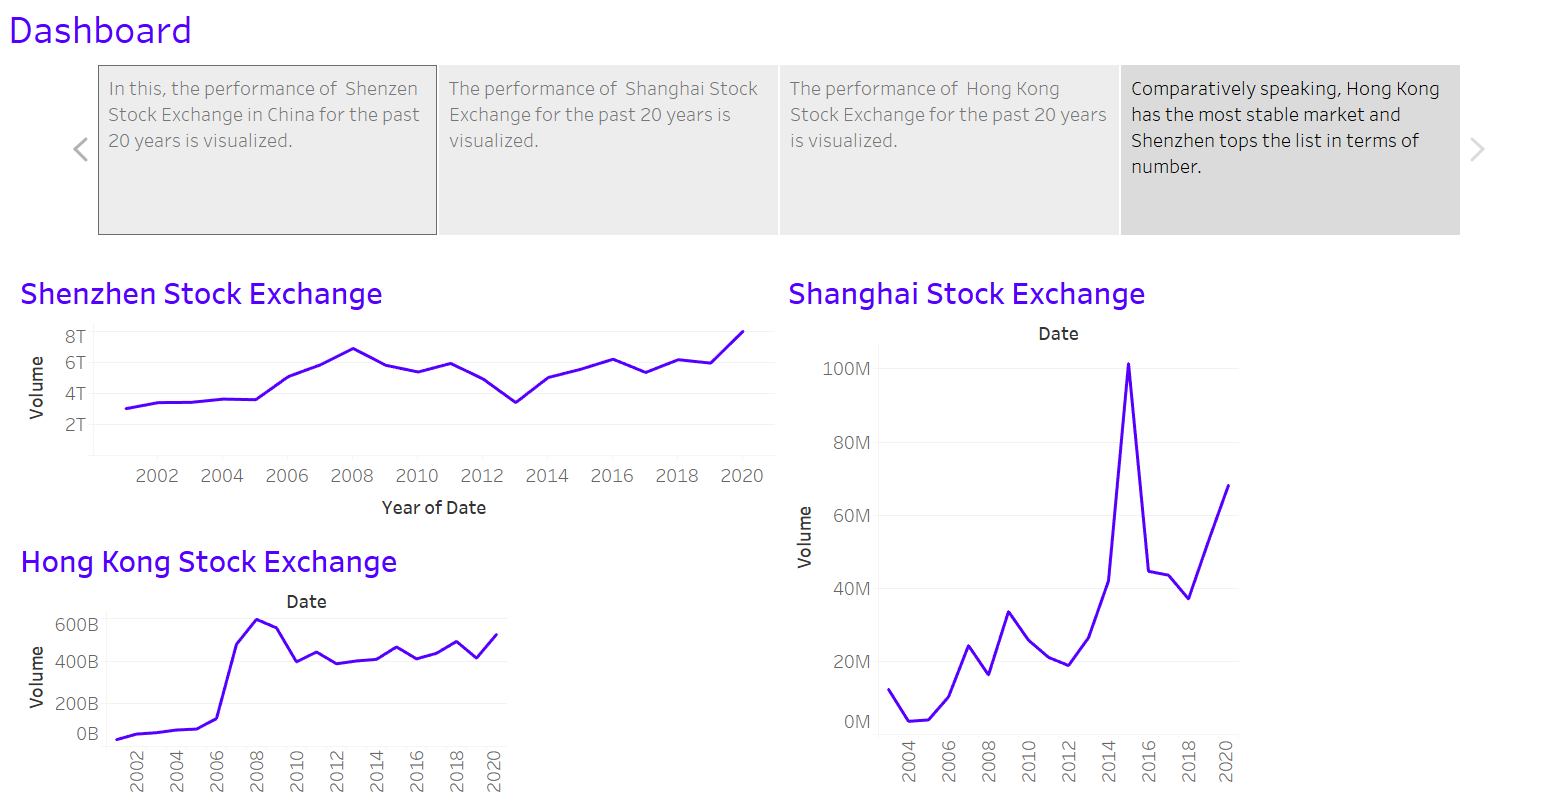 Dashboard
In this, the performance of  Shenzen
Stock Exchange in China for the past
20 years is visualized.
The performance of  Shanghai Stock
Exchange for the past 20 years is
visualized.
The performance of  Hong Kong
Stock Exchange for the past 20 years
is visualized.
Comparatively speaking, Hong Kong
has the most stable market and
Shenzhen tops the list in terms of
number.
Shenzhen Stock Exchange
Volume
8T
6T
4T
2T
2002 2004 2006 2008 2010 2012 2014 2016 2018 2020
Year of Date
Shanghai Stock Exchange
Date
Volume
100M
80M
60M
40M
20M
0M
2004 2006 2008 2010 2012 2014 2016 2018 2020
Hong Kong Stock Exchange
Date
Volume
600B
400B
200B
0B
2002 2004 2006 2008 2010 2012 2014 2016 2018 2020